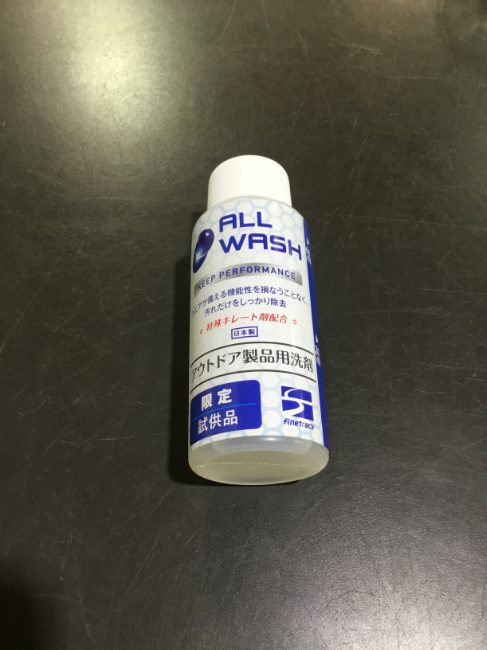 ALL
WASH
KEEP PERFORMANCE
が備える機能性を損なうことなく、
汚れだけをしっかり除去
特殊キレート剤配合
日本製
アウトドア製品用洗剤
限定
試供品
finetrack